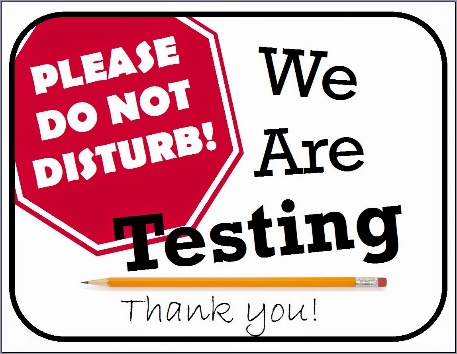 PLEASE
DO NOT
DISTURB!
We
Are
Testing
Thank you!